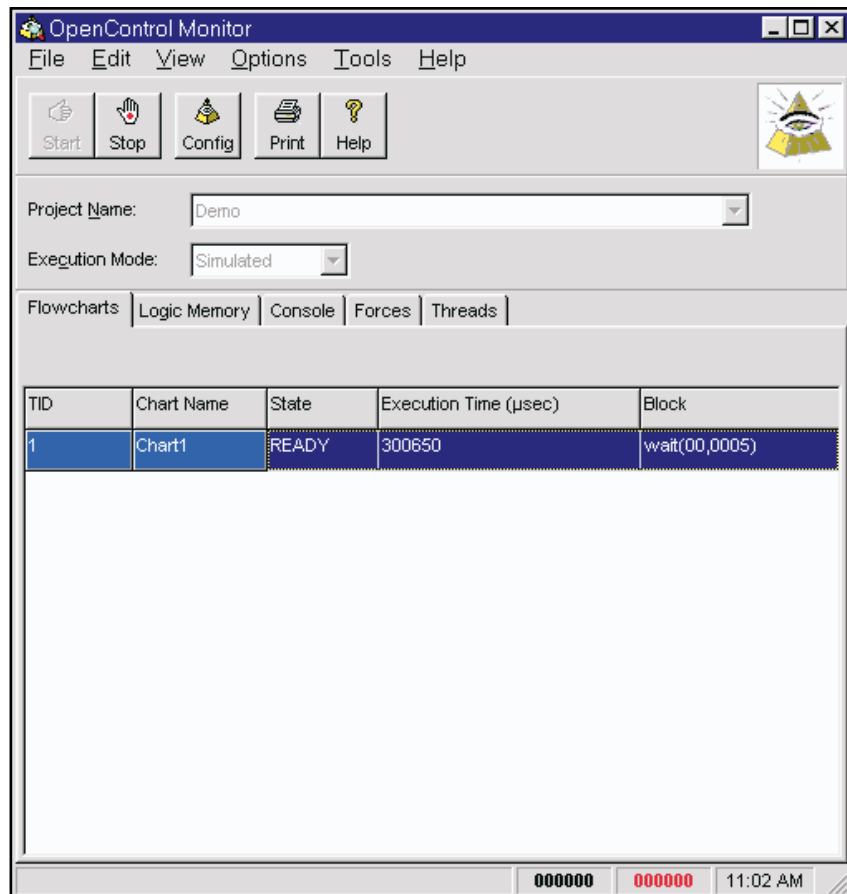 OpenControl Monitor
File Edit View Options Tools Help
Start Stop Config Print Help
Project Name: Demo
Execution Mode: Simulated
Flowcharts Logic Memory Console Forces Threads
TID Chart Name State Execution Time (µsec) Block
1 Chart1 READY 300650 wait(00,0005)
000000 000000 11:02 AM